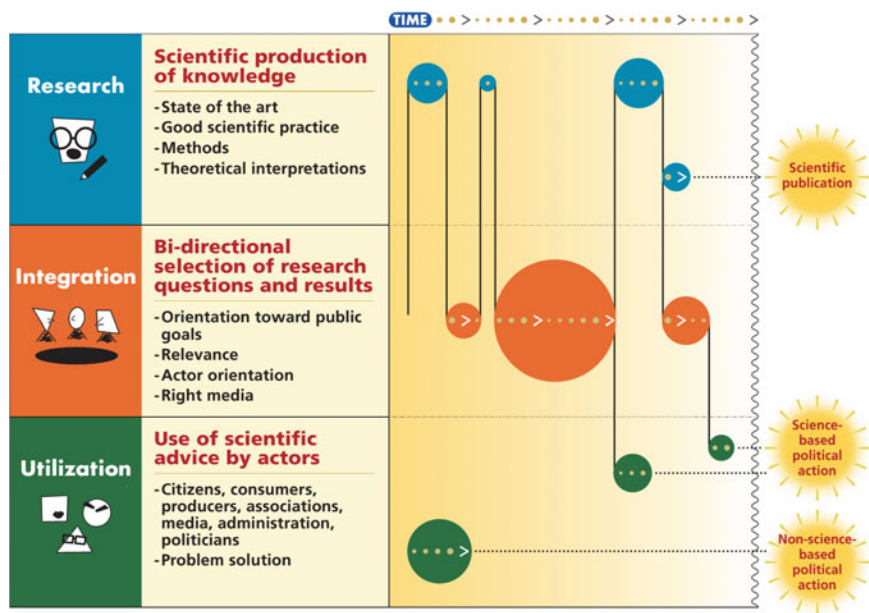 TIME
Research
Scientific production
of knowledge
-State of the art
-Good scientific practice
-Methods
-Theoretical interpretations
Scientific
publication
Integration
Bi-directional
selection of research
questions and results
-Orientation toward public
goals
-Relevance
-Actor orientation
-Right media
Utilization
Use of scientific
advice by actors
-Citizens, consumers,
producers, associations,
media, administration,
politicians
-Problem solution
Science-
based
political
action
Non-science-
based
political
action